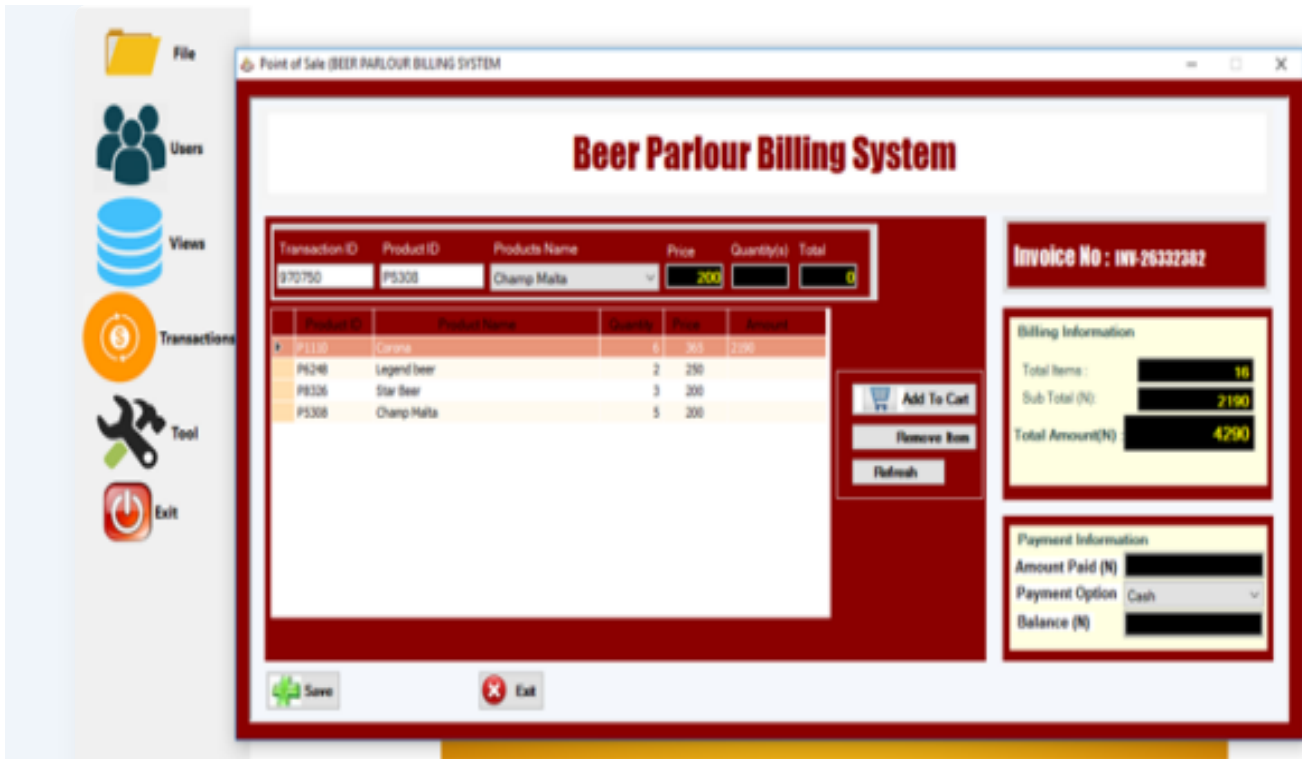 File
Users
Views
Transactions
Tool
Exit
Point of Sale (BEER PARLOUR BILLING SYSTEM
Beer Parlour Billing System
Transaction ID Product ID Products Name Price Quantity(s) Total
970750 P5308 Champ Malta 200 0
Product ID Product Name Quantity Price Amount
P1110 Corona 6 365 2190
P6248 Legend beer 2 250
P8326 Star Beer 3 200
P5308 Champ Malta 5 200
Add To Cart
Remove Item
Refresh
Invoice No : INV-26332382
Billing Information
Total Items : 16
Sub Total (N): 2190
Total Amount(N) : 4290
Payment Information
Amount Paid (N)
Payment Option Cash
Balance (N)
Save
Exit